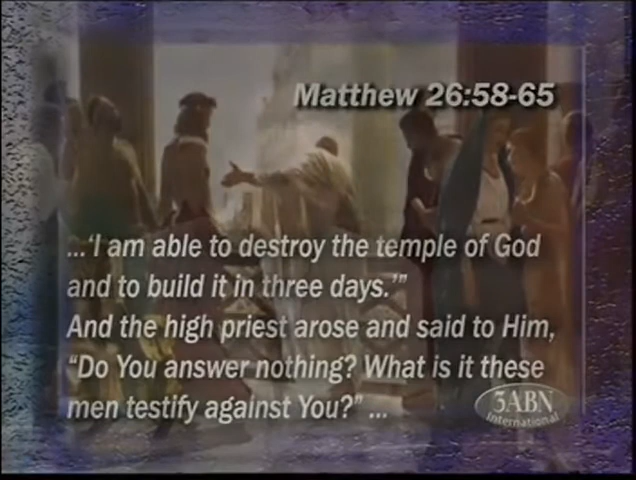 Matthew 26:58-65
...‘I am able to destroy the temple of God
and to build it in three days.’”
And the high priest arose and said to Him,
“Do You answer nothing? What is it these
men testify against You?” ...
3ABN
International